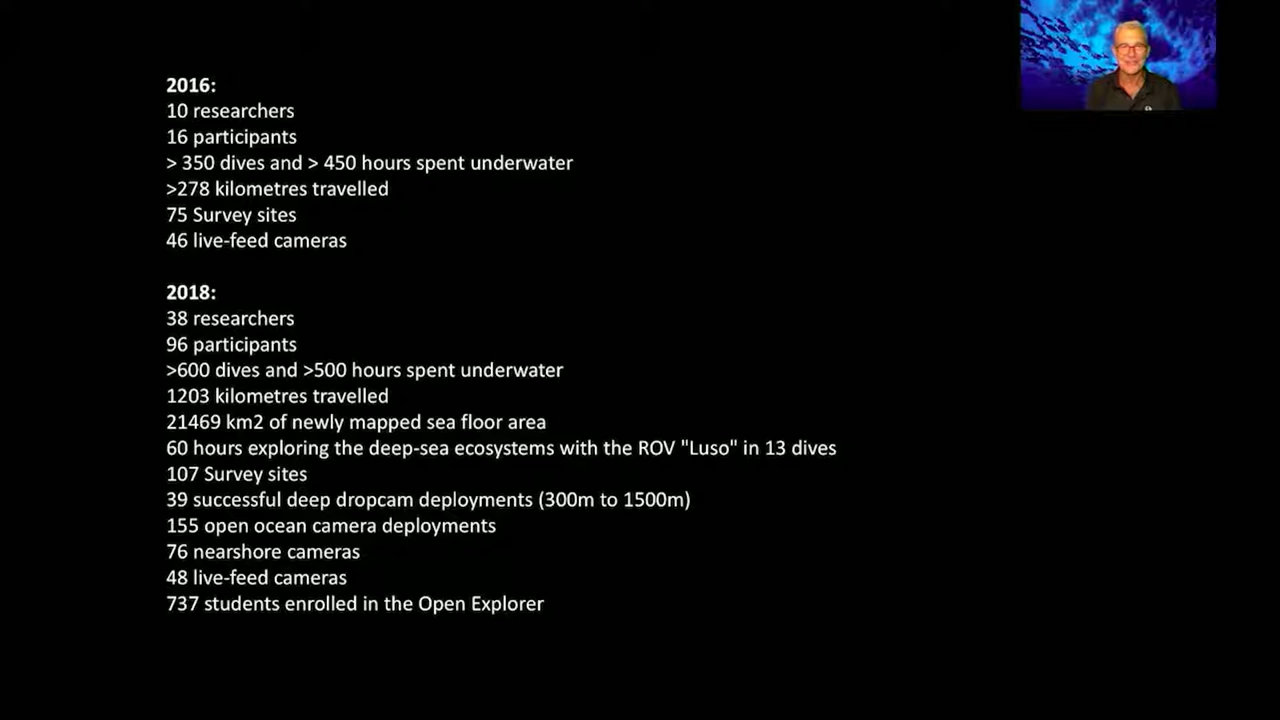 2016:
10 researchers
16 participants
> 350 dives and > 450 hours spent underwater
>278 kilometres travelled
75 Survey sites
46 live-feed cameras
2018:
38 researchers
96 participants
>600 dives and >500 hours spent underwater
1203 kilometres travelled
21469 km2 of newly mapped sea floor area
60 hours exploring the deep-sea ecosystems with the ROV "Luso" in 13 dives
107 Survey sites
39 successful deep dropcam deployments (300m to 1500m)
155 open ocean camera deployments
76 nearshore cameras
48 live-feed cameras
737 students enrolled in the Open Explorer